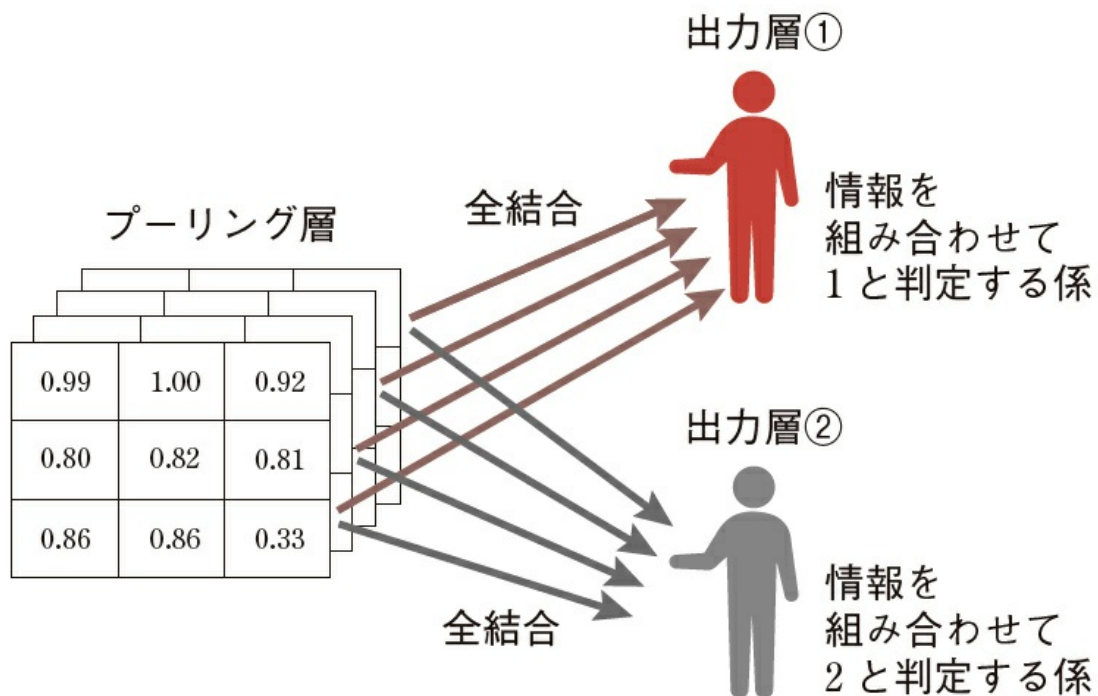 出力層①
情報を
組み合わせて
1と判定する係
全結合
プーリング層
0.99 1.00 0.92
0.80 0.82 0.81
0.86 0.86 0.33
全結合
出力層②
情報を
組み合わせて
2と判定する係